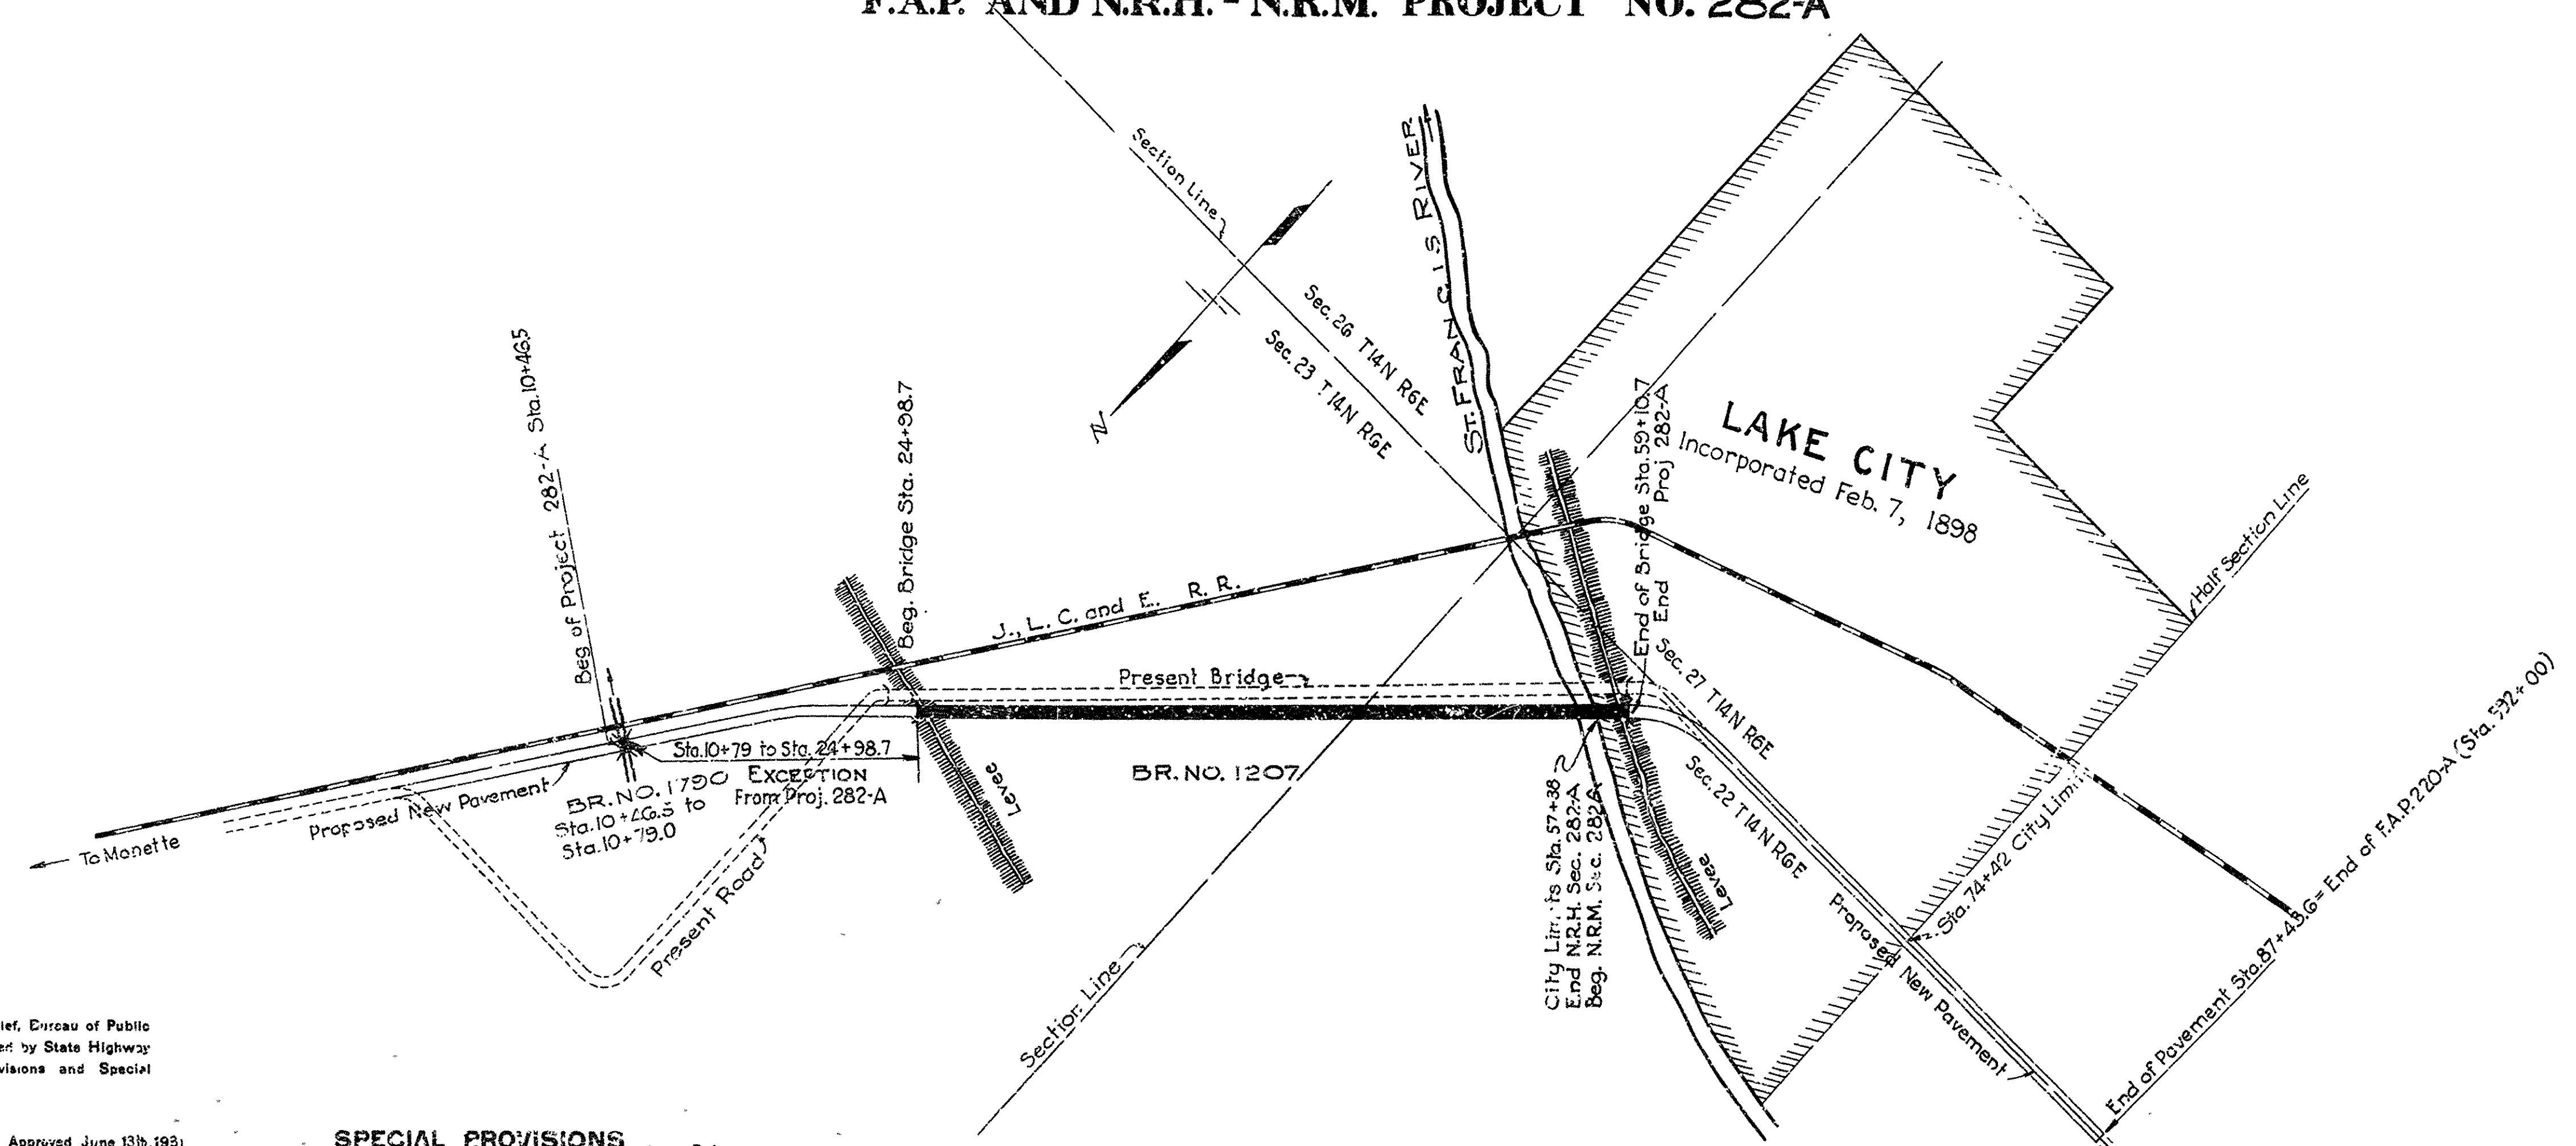 F.A.P. AND N.R.H. - N.R.M. PROJECT NO. 282-A
Section Line
N
Sec. 26 T14N R6E
Sec. 23 T14N R6E
ST. FRANCIS RIVER
LAKE CITY
Incorporated Feb. 7, 1898
Half Section Line
Beg of Project 282-A Sta. 10+46.5
Beg. Bridge Sta. 24+98.7
End of Bridge Sta. 59+10.7
End Proj 282-A
J., L. C. and E. R. R.
Present Bridge
Sec. 27 T14N R6E
Sec. 22 T14N R6E
Sta. 10+79 to Sta. 24+98.7
EXCEPTION
From Proj. 282-A
BR. NO. 1790
Sta. 10+46.5 to
Sta. 10+79.0
Proposed New Pavement
To Monette
Present Road
Levee
BR. NO. 1207
Section Line
City Limits Sta. 57+38
End N.R.H. Sec. 282-A
Beg. N.R.M. Sec. 282A
Levee
Sta. 74+42 City Lim
Proposed New Pavement
End of Pavement Sta. 87+43.6 = End of F.A.P. 220-A (Sta. 592+00)
ief, Bureau of Public
ed by State Highway
visions and Special
Approved June 13th, 1931
SPECIAL PROVISIONS